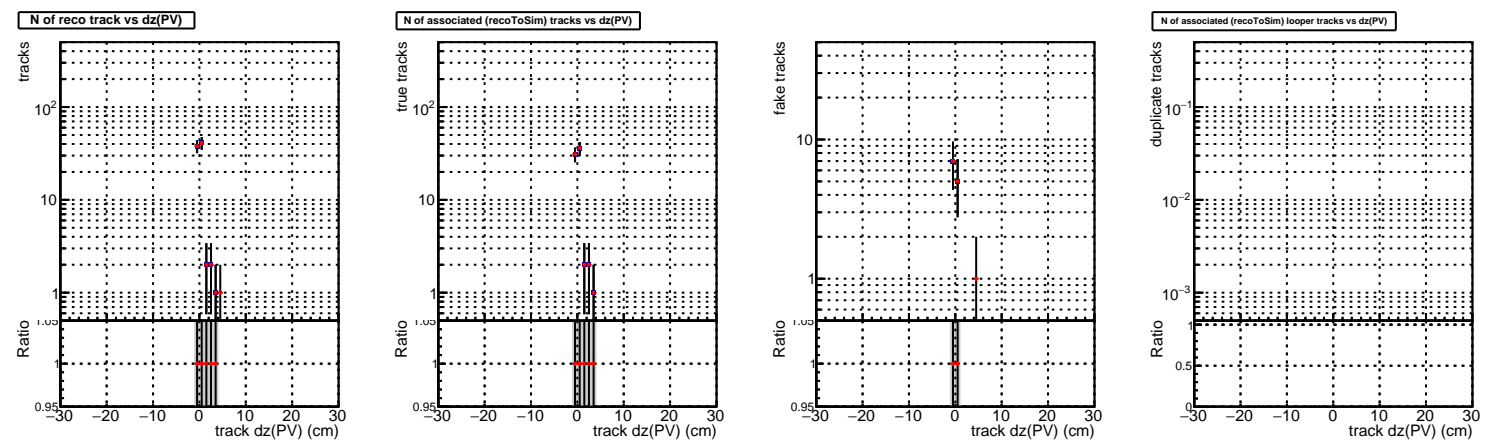 N of reco track vs dz(PV)
tracks
10²
10
1
Ratio
1.05
1
0.95
−30 −20 −10 0 10 20 30
track dz(PV) (cm)
N of associated (recoToSim) tracks vs dz(PV)
true tracks
10²
10
1
Ratio
1.05
1
0.95
−30 −20 −10 0 10 20 30
track dz(PV) (cm)
fake tracks
10
1
Ratio
1.05
1
0.95
−30 −20 −10 0 10 20 30
track dz(PV) (cm)
N of associated (recoToSim) looper tracks vs dz(PV)
duplicate tracks
10⁻¹
10⁻²
10⁻³
Ratio
1
0.5
0
−30 −20 −10 0 10 20 30
track dz(PV) (cm)